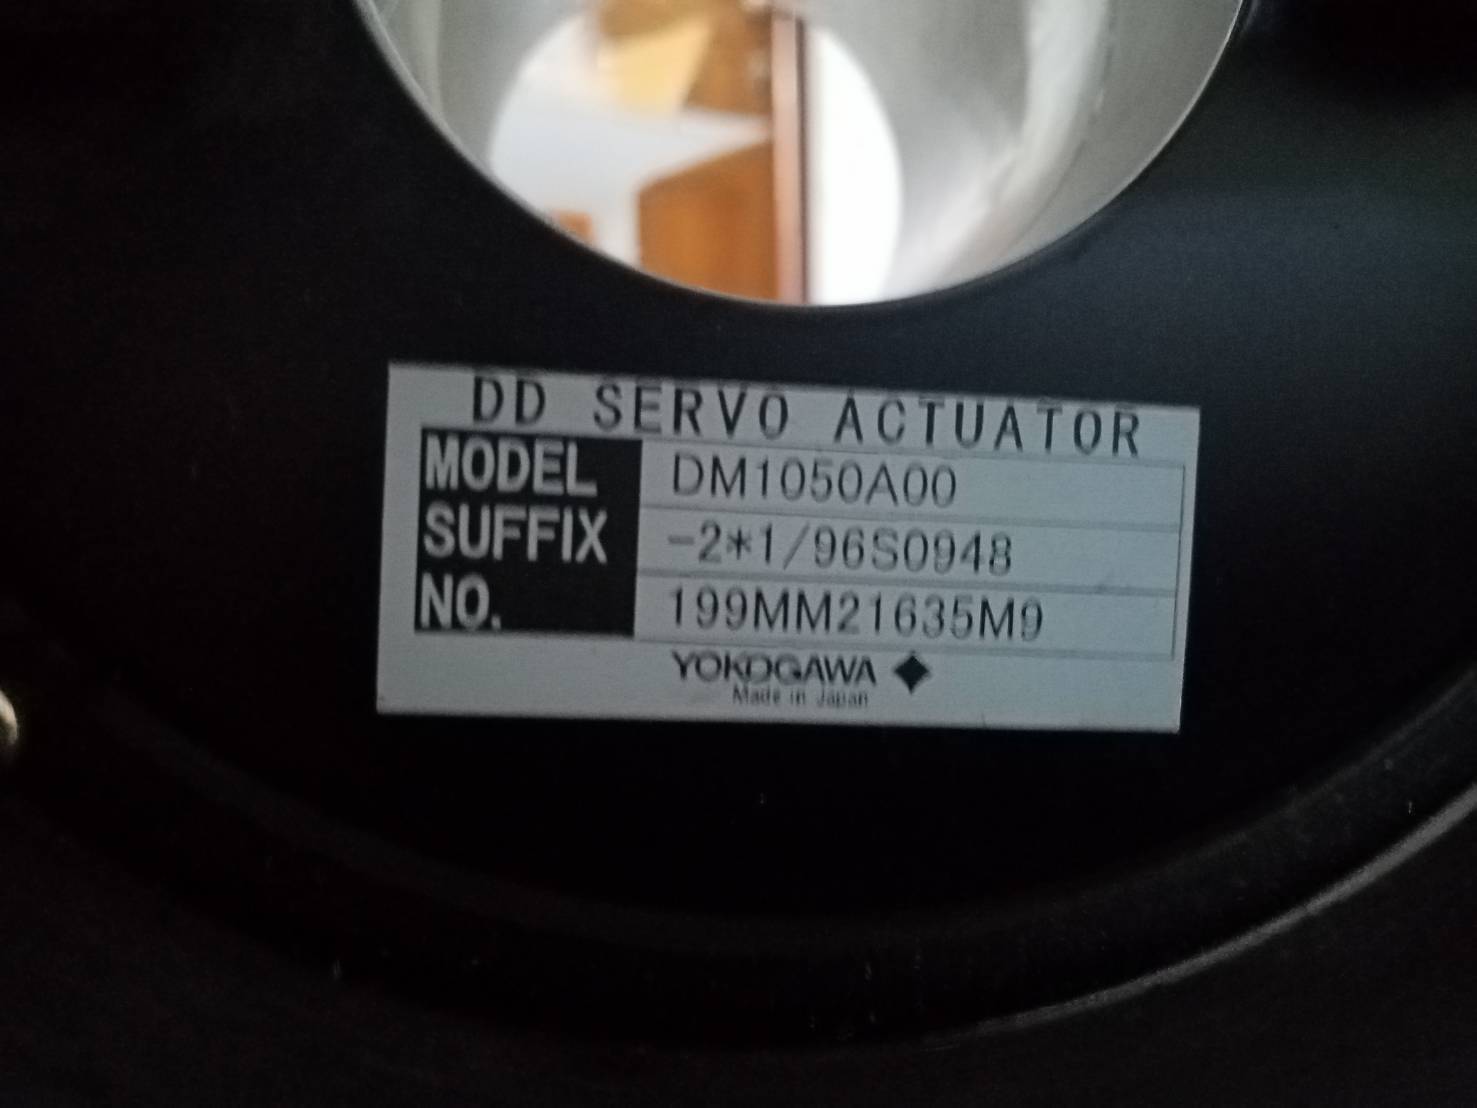 DD SERVO ACTUATOR
MODEL DM1050A00
SUFFIX -2*1/96S0948
NO. 199MM21635M9
YOKOGAWA
Made in Japan